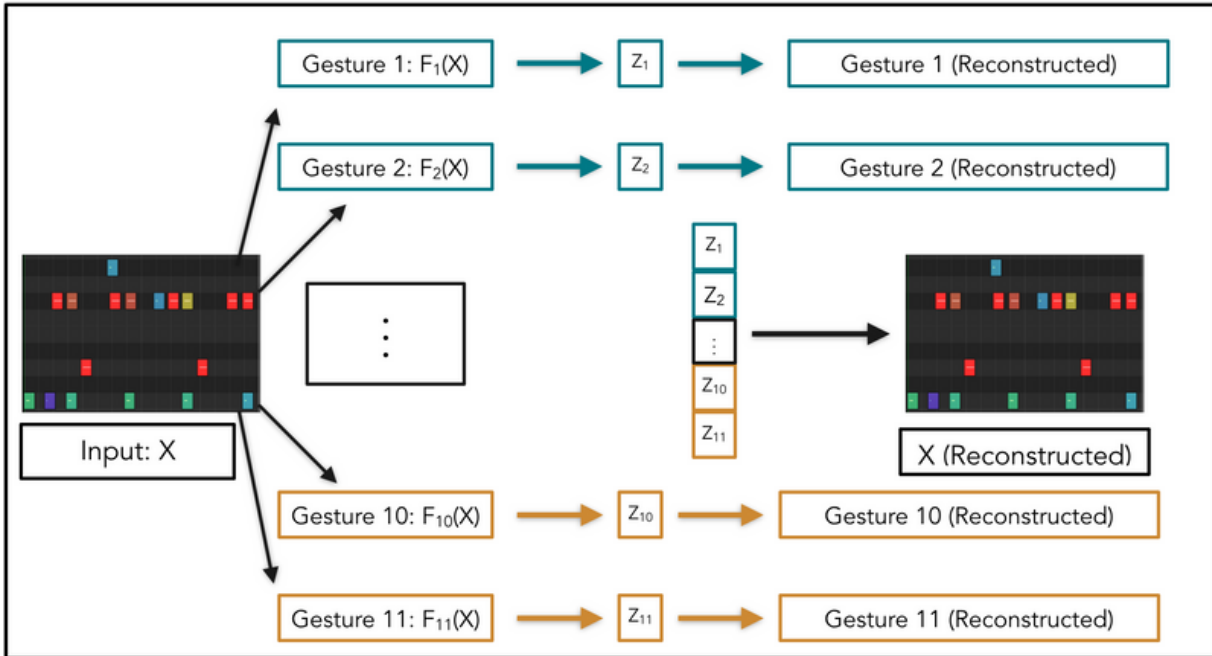 Gesture 1: F₁(X)
Z₁
Gesture 1 (Reconstructed)
Gesture 2: F₂(X)
Z₂
Gesture 2 (Reconstructed)
Z₁
Z₂
⋮
⋮
Z₁₀
Z₁₁
Input: X
X (Reconstructed)
Gesture 10: F₁₀(X)
Z₁₀
Gesture 10 (Reconstructed)
Gesture 11: F₁₁(X)
Z₁₁
Gesture 11 (Reconstructed)